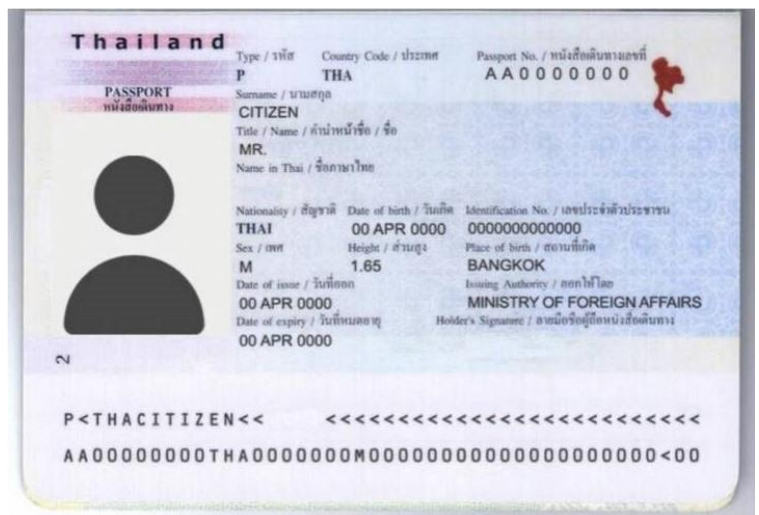 Thailand
Type / รหัส Country Code / ประเทศ Passport No. / หนังสือเดินทางเลขที่
P THA AA0000000
PASSPORT
หนังสือเดินทาง
Surname / นามสกุล
CITIZEN
Title / Name / คำนำหน้าชื่อ / ชื่อ
MR.
Name in Thai / ชื่อภาษาไทย
Nationality / สัญชาติ Date of birth / วันเกิด Identification No. / เลขประจำตัวประชาชน
THAI 00 APR 0000 0000000000000
Sex / เพศ Height / ส่วนสูง Place of birth / สถานที่เกิด
M 1.65 BANGKOK
Date of issue / วันที่ออก Issuing Authority / ออกให้โดย
00 APR 0000 MINISTRY OF FOREIGN AFFAIRS
Date of expiry / วันที่หมดอายุ Holder's Signature / ลายมือชื่อผู้ถือหนังสือเดินทาง
00 APR 0000
2
P<THACITIZEN<< <<<<<<<<<<<<<<<<<<<<<<<<<<
AA00000000THA0000000M0000000000000000000000<00